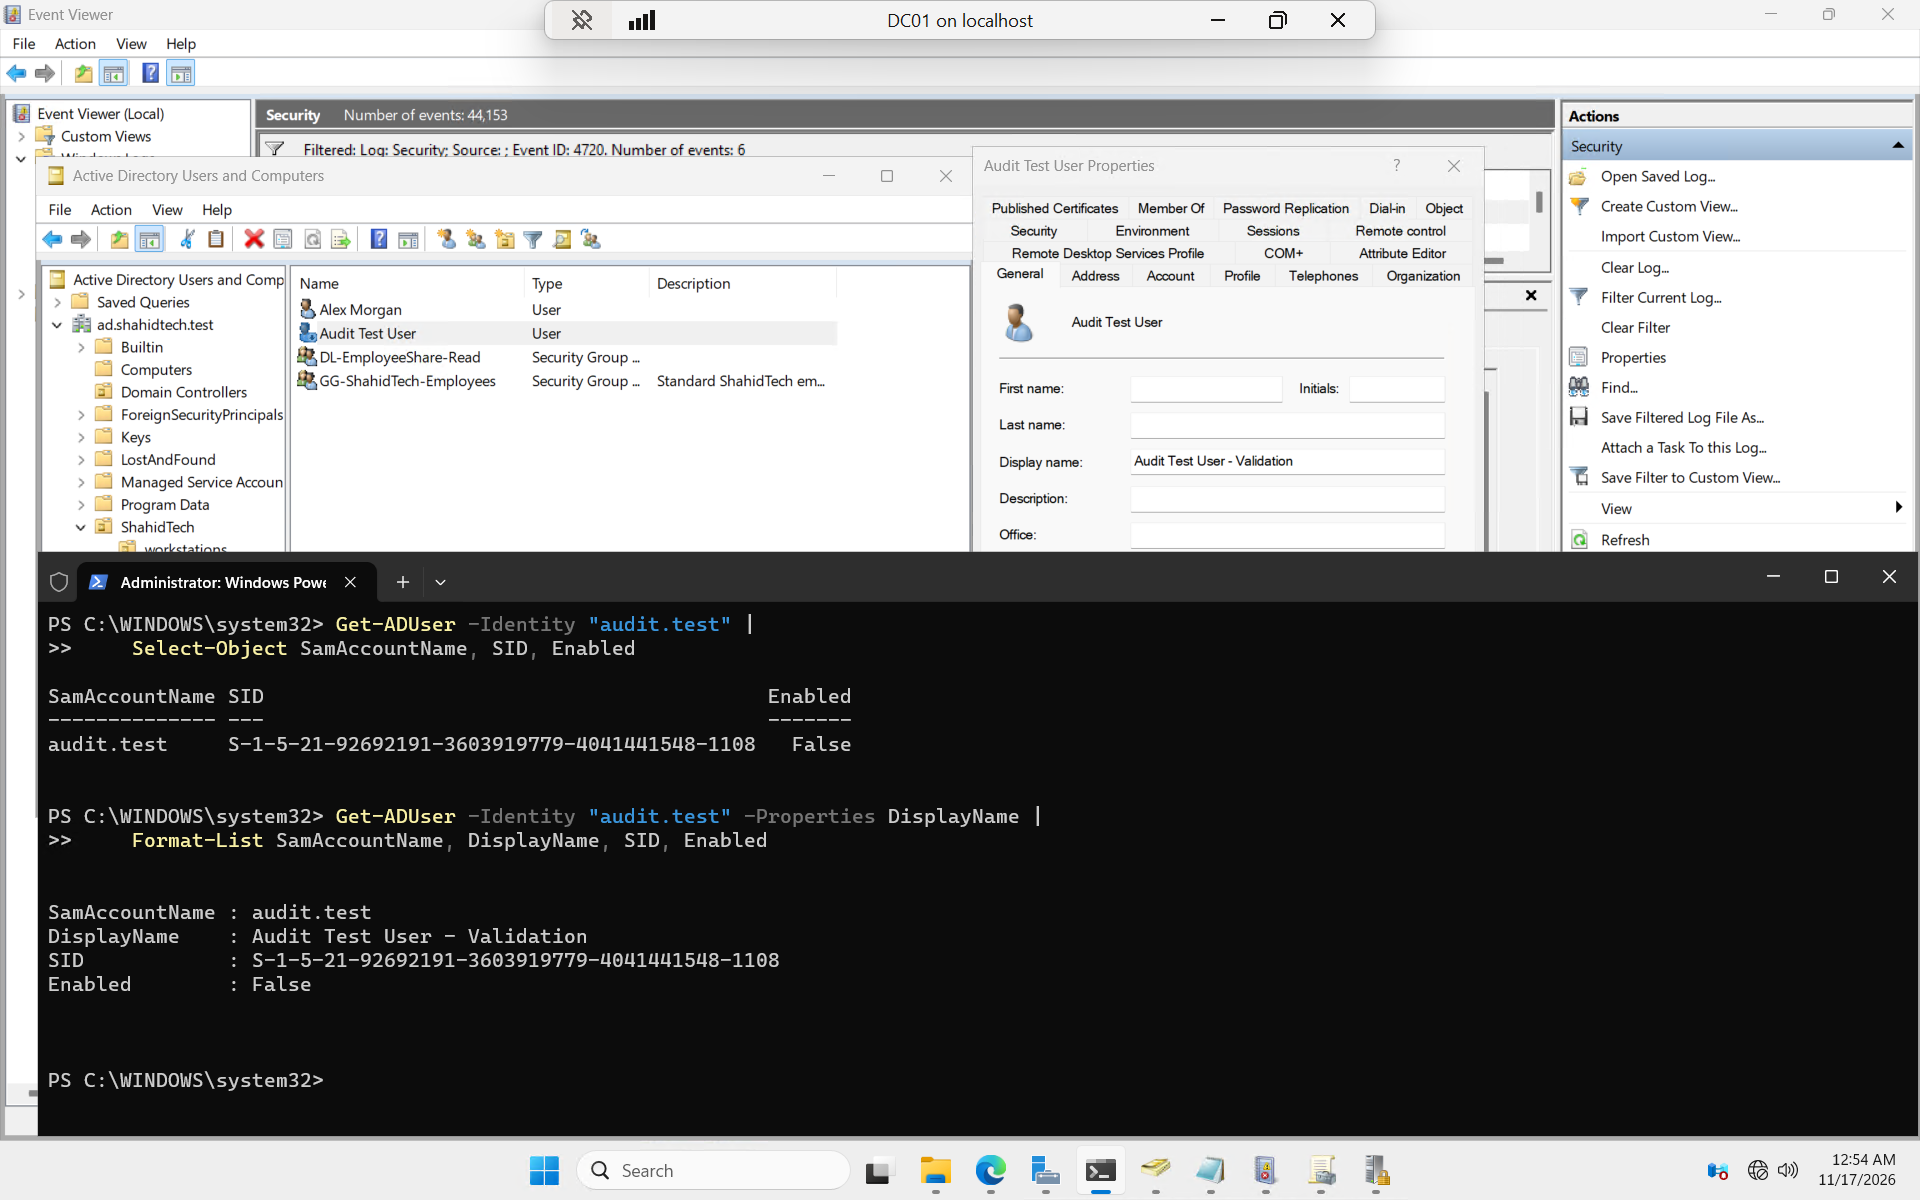 Event Viewer
DC01 on localhost
File Action View Help
Event Viewer (Local)
Custom Views
Security Number of events: 44,153
Filtered: Log: Security; Source: ; Event ID: 4720. Number of events: 6
Actions
Security
Open Saved Log...
Create Custom View...
Import Custom View...
Clear Log...
Filter Current Log...
Clear Filter
Properties
Find...
Save Filtered Log File As...
Attach a Task To this Log...
Save Filter to Custom View...
View
Refresh
Active Directory Users and Computers
File Action View Help
Active Directory Users and Comp
Saved Queries
ad.shahidtech.test
Builtin
Computers
Domain Controllers
ForeignSecurityPrincipals
Keys
LostAndFound
Managed Service Accoun
Program Data
ShahidTech
workstations
Name Type Description
Alex Morgan User
Audit Test User User
DL-EmployeeShare-Read Security Group ...
GG-ShahidTech-Employees Security Group ... Standard ShahidTech em...
Audit Test User Properties
?
Published Certificates Member Of Password Replication Dial-in Object
Security Environment Sessions Remote control
Remote Desktop Services Profile COM+ Attribute Editor
General Address Account Profile Telephones Organization
Audit Test User
First name: Initials:
Last name:
Display name: Audit Test User - Validation
Description:
Office:
Administrator: Windows Powe
PS C:\WINDOWS\system32> Get-ADUser -Identity "audit.test" |
>> Select-Object SamAccountName, SID, Enabled
SamAccountName SID Enabled
-------------- --- -------
audit.test S-1-5-21-92692191-3603919779-4041441548-1108 False
PS C:\WINDOWS\system32> Get-ADUser -Identity "audit.test" -Properties DisplayName |
>> Format-List SamAccountName, DisplayName, SID, Enabled
SamAccountName : audit.test
DisplayName : Audit Test User - Validation
SID : S-1-5-21-92692191-3603919779-4041441548-1108
Enabled : False
PS C:\WINDOWS\system32>
Search
12:54 AM
11/17/2026